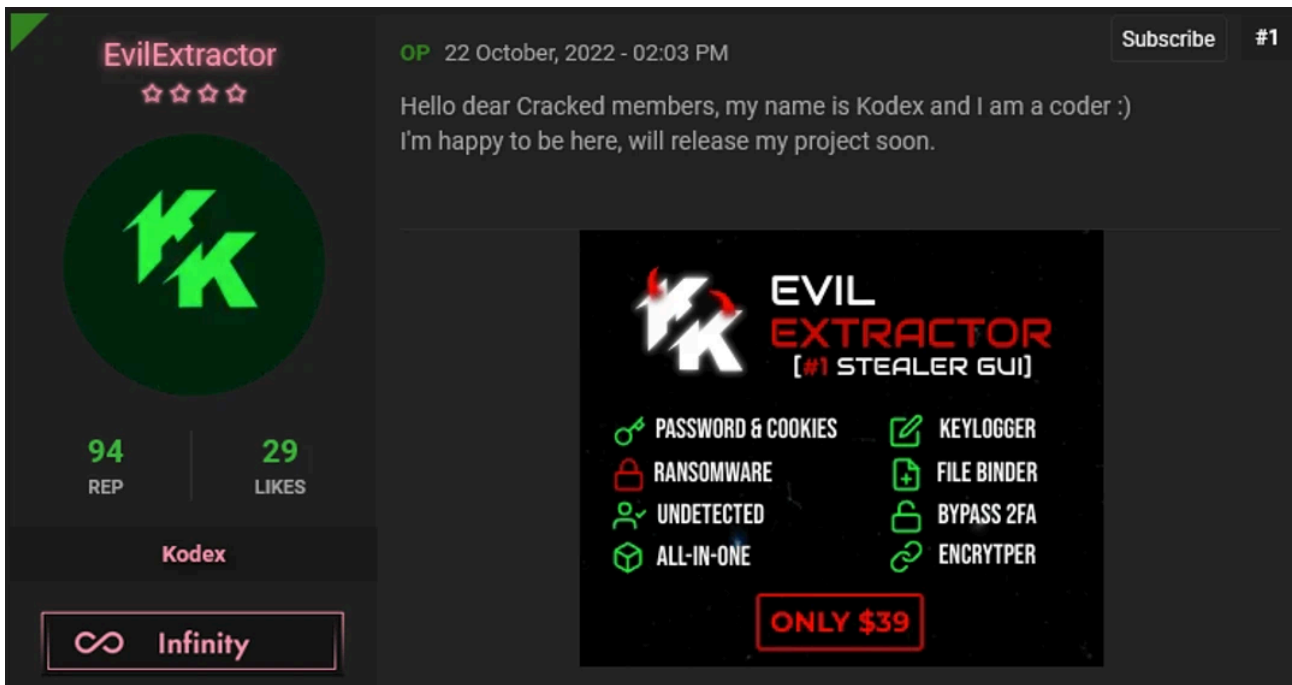 EvilExtractor
94
REP
29
LIKES
Kodex
Infinity
OP 22 October, 2022 - 02:03 PM
Subscribe
#1
Hello dear Cracked members, my name is Kodex and I am a coder :)
I'm happy to be here, will release my project soon.
EVIL
EXTRACTOR
[#1 STEALER GUI]
PASSWORD & COOKIES
RANSOMWARE
UNDETECTED
ALL-IN-ONE
KEYLOGGER
FILE BINDER
BYPASS 2FA
ENCRYTPER
ONLY $39